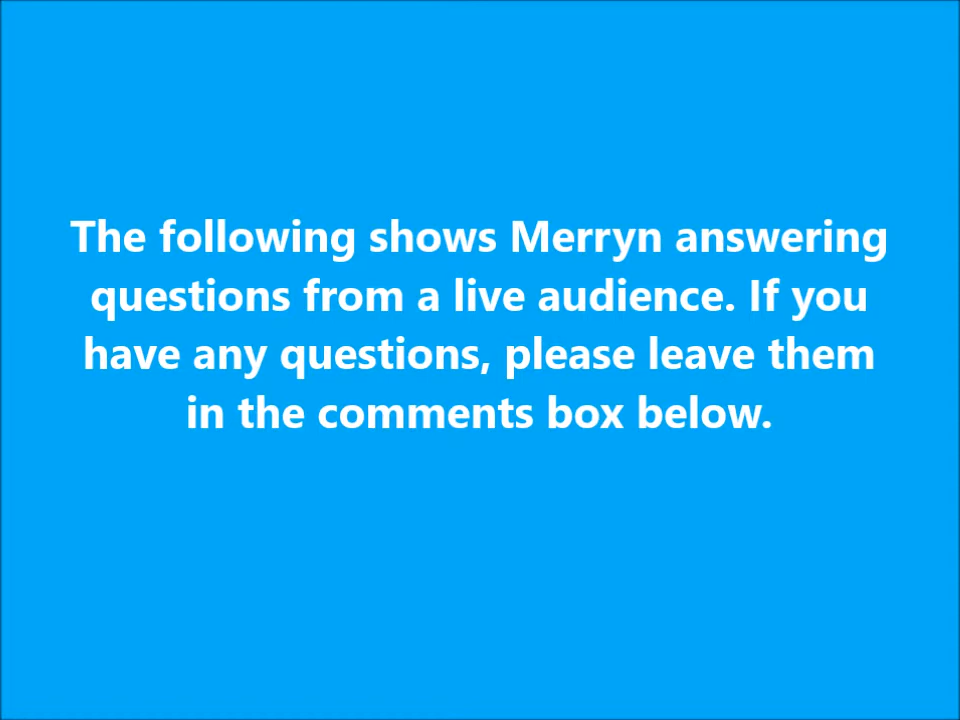 The following shows Merryn answering
questions from a live audience. If you
have any questions, please leave them
in the comments box below.